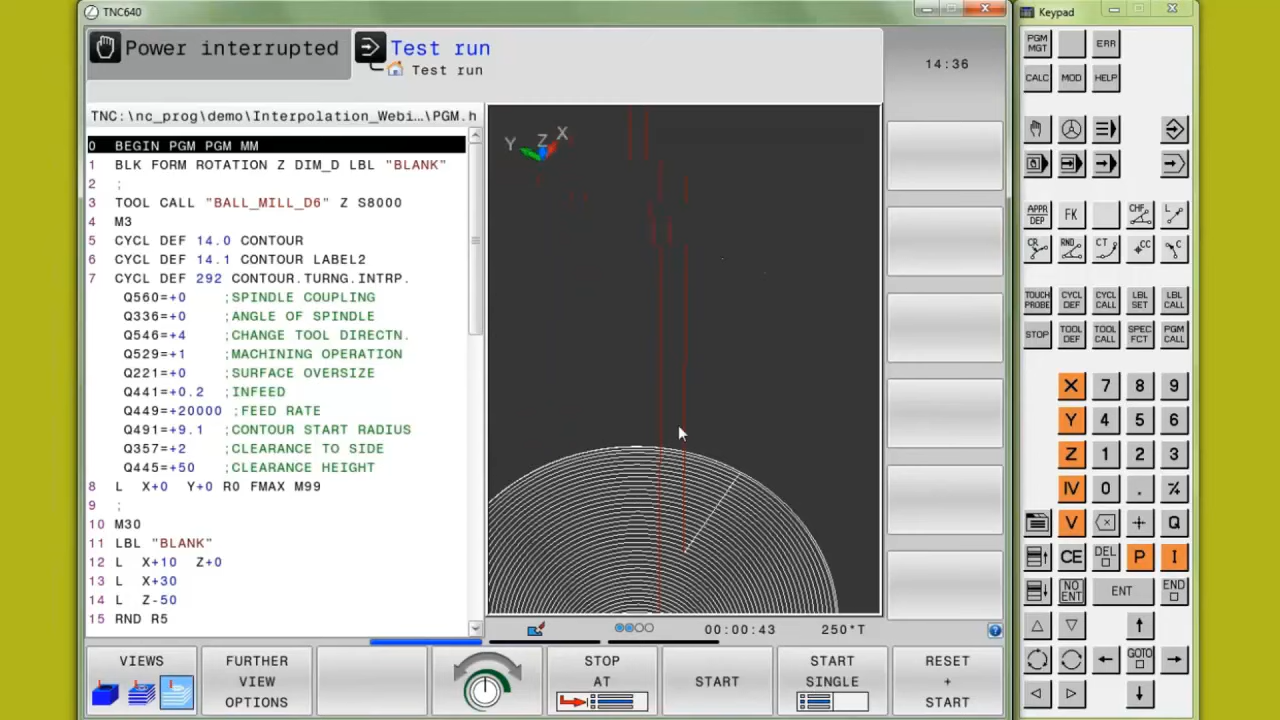 TNC640
Keypad
Power interrupted
Test run
Test run
14:36
TNC:\nc_prog\demo\Interpolation_Webi…\PGM.h
0 BEGIN PGM PGM MM
1 BLK FORM ROTATION Z DIM_D LBL "BLANK"
2 ;
3 TOOL CALL "BALL_MILL_D6" Z S8000
4 M3
5 CYCL DEF 14.0 CONTOUR
6 CYCL DEF 14.1 CONTOUR LABEL2
7 CYCL DEF 292 CONTOUR.TURNG.INTRP.
Q560=+0 ;SPINDLE COUPLING
Q336=+0 ;ANGLE OF SPINDLE
Q546=+4 ;CHANGE TOOL DIRECTN.
Q529=+1 ;MACHINING OPERATION
Q221=+0 ;SURFACE OVERSIZE
Q441=+0.2 ;INFEED
Q449=+20000 ;FEED RATE
Q491=+9.1 ;CONTOUR START RADIUS
Q357=+2 ;CLEARANCE TO SIDE
Q445=+50 ;CLEARANCE HEIGHT
8 L X+0 Y+0 R0 FMAX M99
9 ;
10 M30
11 LBL "BLANK"
12 L X+10 Z+0
13 L X+30
14 L Z-50
15 RND R5
Y Z X
00:00:43 250*T
VIEWS
FURTHER
VIEW
OPTIONS
STOP
AT
START
START
SINGLE
RESET
+
START
PGM
MGT
ERR
CALC MOD HELP
APPR
DEP
FK
CHF
L
CR
RND
CT
CC
C
TOUCH
PROBE
CYCL
DEF
CYCL
CALL
LBL
SET
LBL
CALL
STOP
TOOL
DEF
TOOL
CALL
SPEC
FCT
PGM
CALL
X 7 8 9
Y 4 5 6
Z 1 2 3
IV 0 .
V Q
CE
DEL
P I
NO
ENT
ENT
END
GOTO